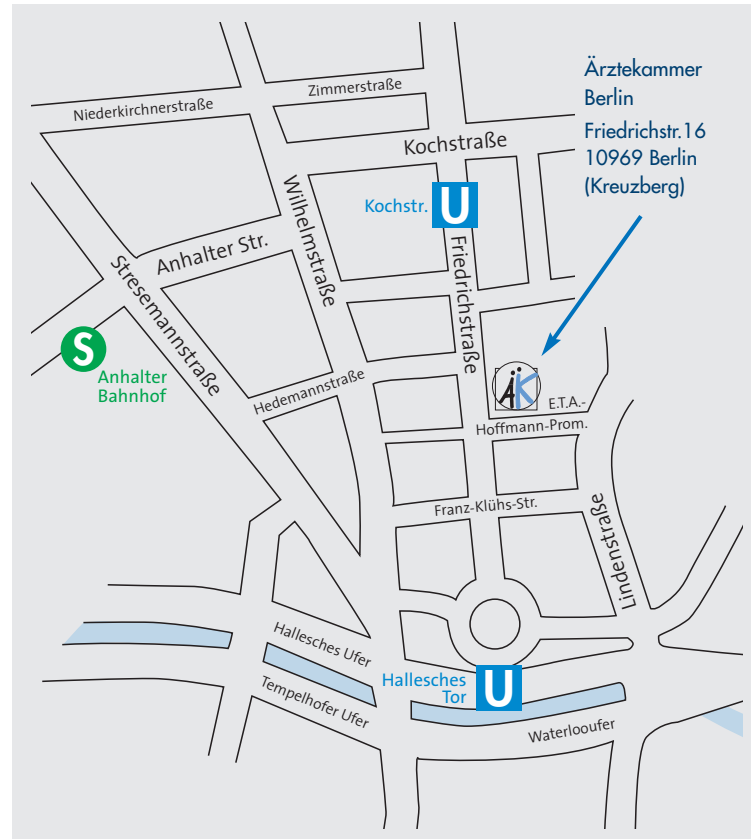 Ärztekammer
Berlin
Friedrichstr.16
10969 Berlin
(Kreuzberg)
Zimmerstraße
Niederkirchnerstraße
Kochstraße
Kochstr.
U
Wilhelmstraße
Anhalter Str.
Friedrichstraße
Stresemannstraße
S
Anhalter
Bahnhof
Hedemannstraße
ÄK
E.T.A.-
Hoffmann-Prom.
Franz-Klühs-Str.
Lindenstraße
Hallesches Ufer
Hallesches
Tor
U
Tempelhofer Ufer
Waterlooufer